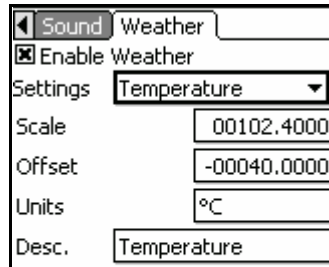 Sound Weather
Enable Weather
Settings Temperature
Scale 00102.4000
Offset -00040.0000
Units °C
Desc. Temperature